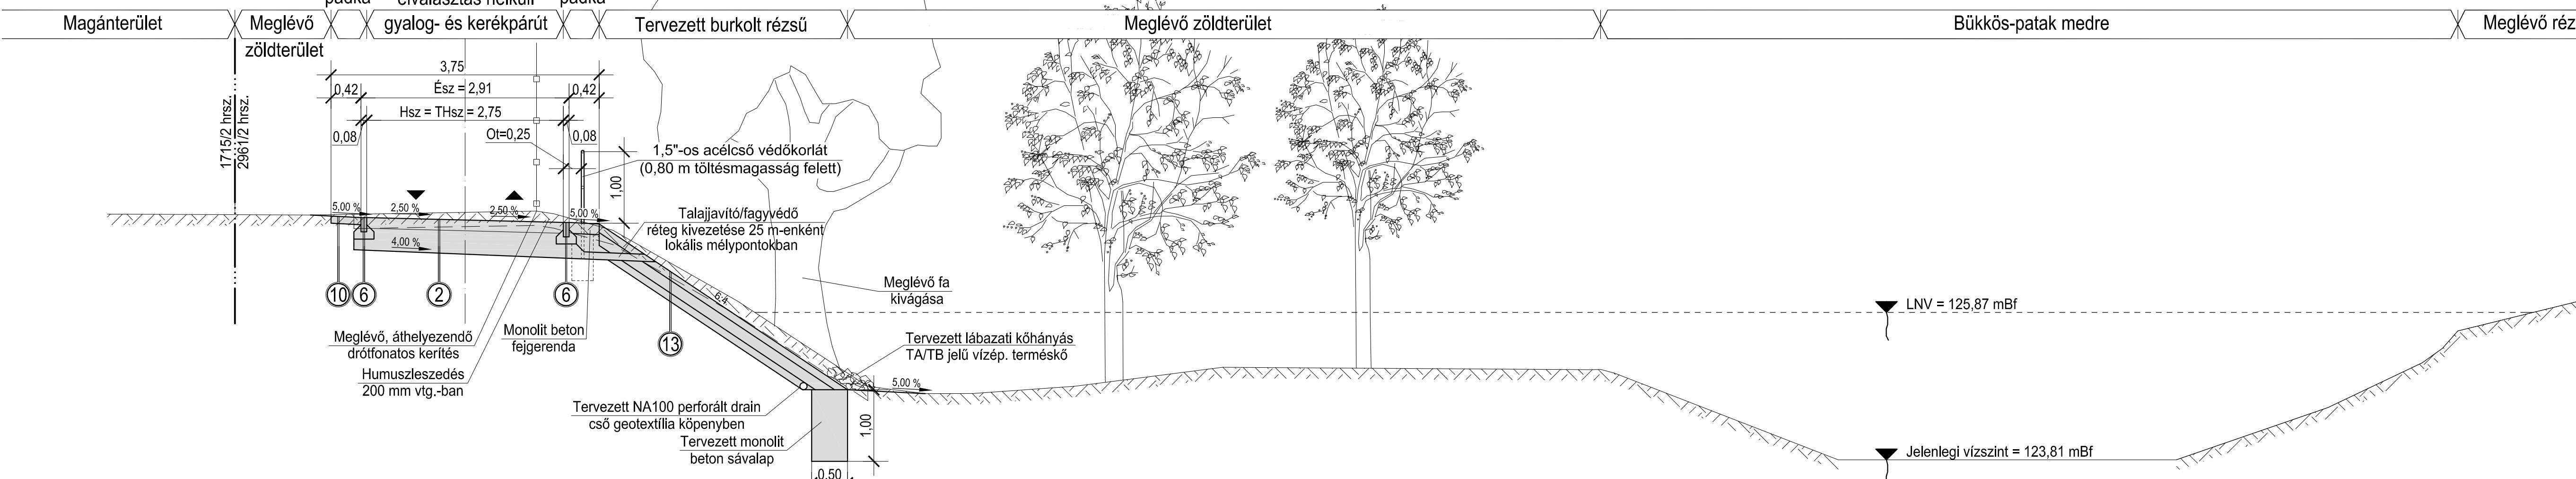 padka
elválasztás nélküli
padka
Magánterület
Meglévő
zöldterület
gyalog- és kerékpárút
Tervezett burkolt rézsű
Meglévő zöldterület
Bükkös-patak medre
Meglévő réz
3,75
0,42
Ész = 2,91
0,42
Hsz = THsz = 2,75
0,08
Ot=0,25
0,08
1715/2 hrsz.
2961/2 hrsz.
1,5"-os acélcső védőkorlát
(0,80 m töltésmagasság felett)
1,00
5,00 %
2,50 %
2,50 %
5,00 %
4,00 %
Talajjavító/fagyvédő
réteg kivezetése 25 m-enként
lokális mélypontokban
10
6
2
6
13
6:4
Meglévő fa
kivágása
LNV = 125,87 mBf
Meglévő, áthelyezendő
drótfonatos kerítés
Monolit beton
fejgerenda
Humuszleszedés
200 mm vtg.-ban
Tervezett lábazati kőhányás
TA/TB jelű vízép. terméskő
5,00 %
Tervezett NA100 perforált drain
cső geotextília köpenyben
Tervezett monolit
beton sávalap
1,00
0,50
Jelenlegi vízszint = 123,81 mBf